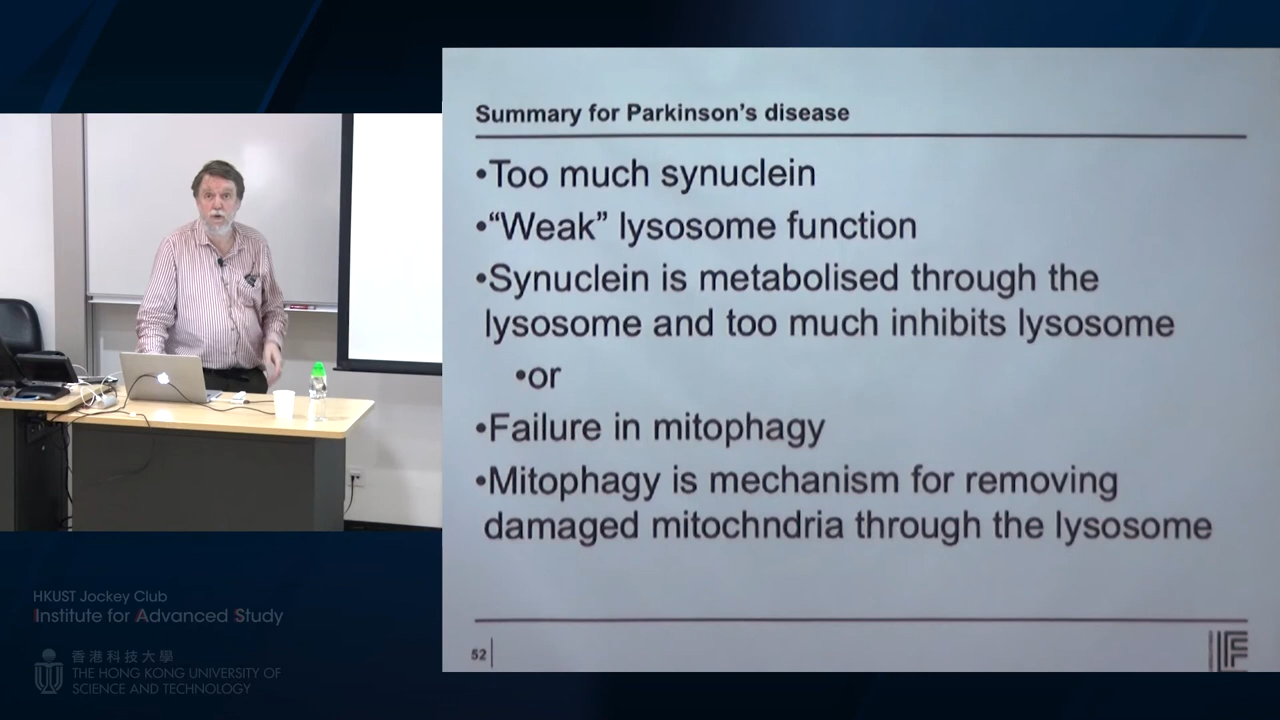 Summary for Parkinson's disease
•Too much synuclein
•“Weak” lysosome function
•Synuclein is metabolised through the
lysosome and too much inhibits lysosome
•or
•Failure in mitophagy
•Mitophagy is mechanism for removing
damaged mitochndria through the lysosome
52
HKUST Jockey Club
Institute for Advanced Study
香港科技大學
THE HONG KONG UNIVERSITY OF
SCIENCE AND TECHNOLOGY